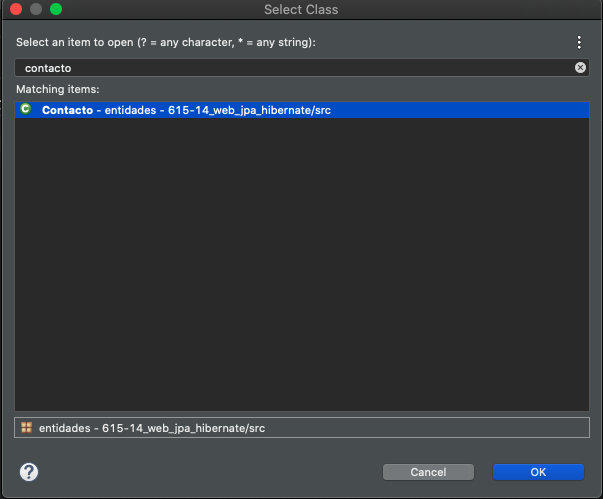 Select Class
Select an item to open (? = any character, * = any string):
contacto
Matching items:
C Contacto - entidades - 615-14_web_jpa_hibernate/src
entidades - 615-14_web_jpa_hibernate/src
? Cancel OK